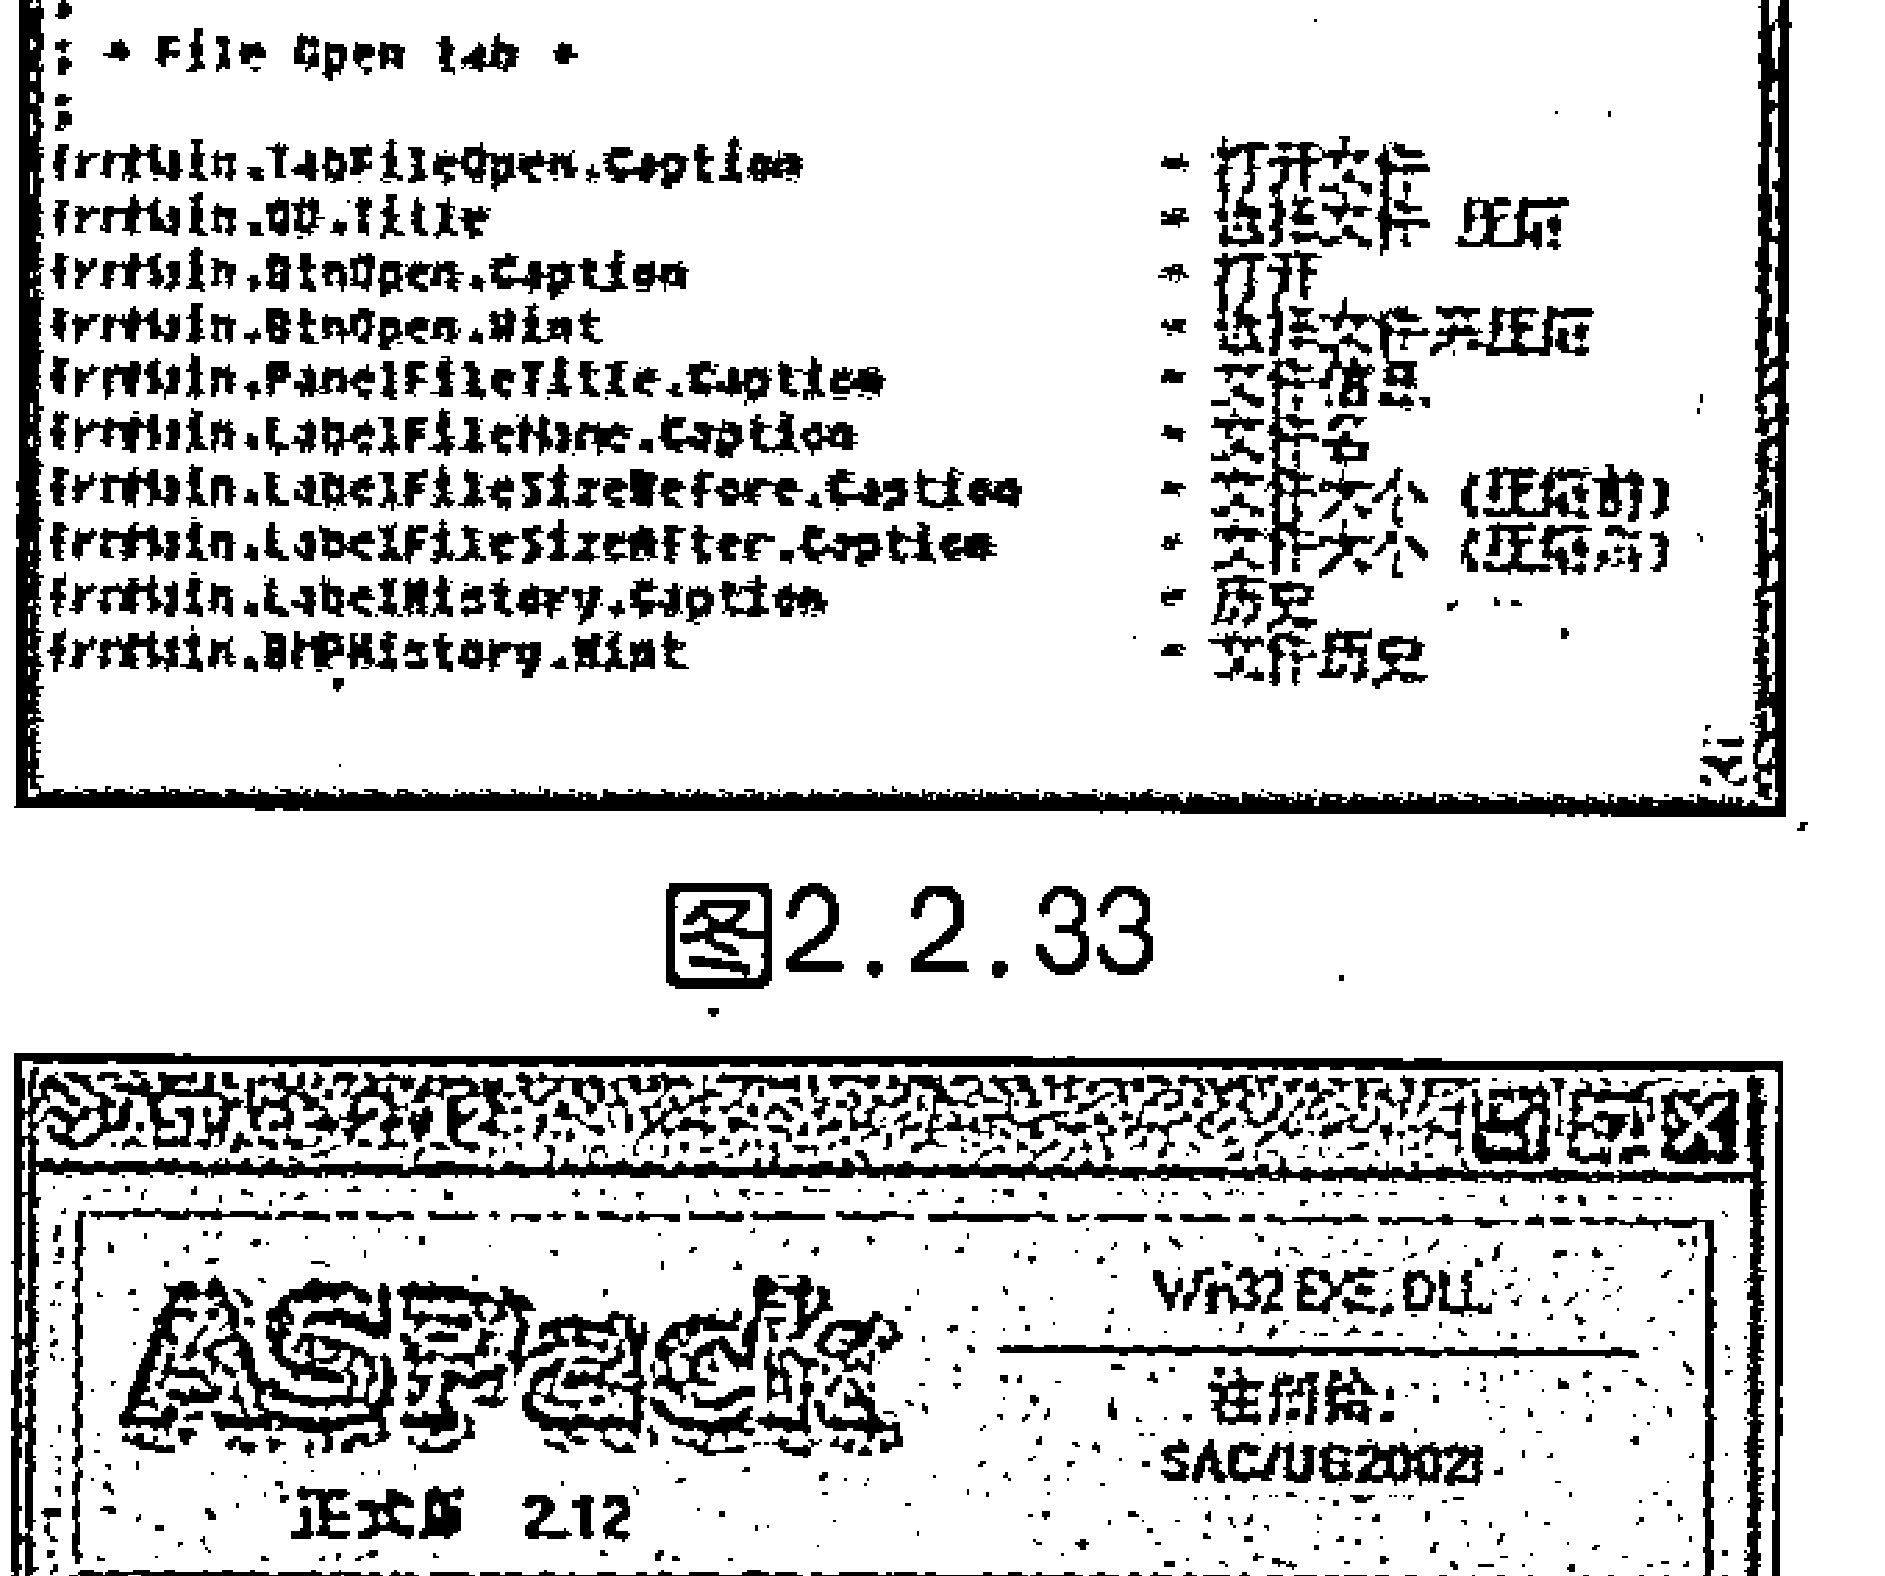 ; * File Open tab *
;
frmMain.TabFileOpen.Caption = 打开文件
frmMain.OD.Title = 选择文件 压缩
frmMain.BtnOpen.Caption = 打开
frmMain.BtnOpen.Hint = 选择文件并压缩
frmMain.PanelFileTitle.Caption = 文件信息
frmMain.LabelFileName.Caption = 文件名
frmMain.LabelFileSizeBefore.Caption = 文件大小 (压缩前)
frmMain.LabelFileSizeAfter.Caption = 文件大小 (压缩后)
frmMain.LabelHistory.Caption = 历史
frmMain.BMPHistory.Hint = 文件历史
图2.2.33
ASPack
Win32 EXE, DLL
注册给:
SAC/UG2002!
正式版 2.12